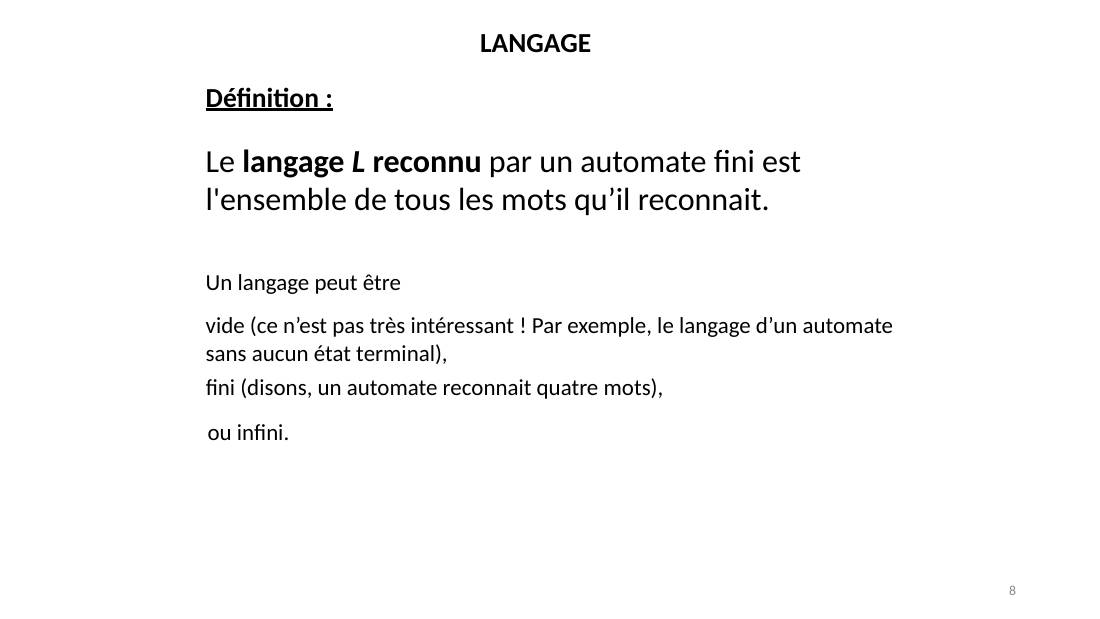 LANGAGE
Définition :
Le langage L reconnu par un automate fini est
l'ensemble de tous les mots qu’il reconnait.
Un langage peut être
vide (ce n’est pas très intéressant ! Par exemple, le langage d’un automate
sans aucun état terminal),
fini (disons, un automate reconnait quatre mots),
ou infini.
8